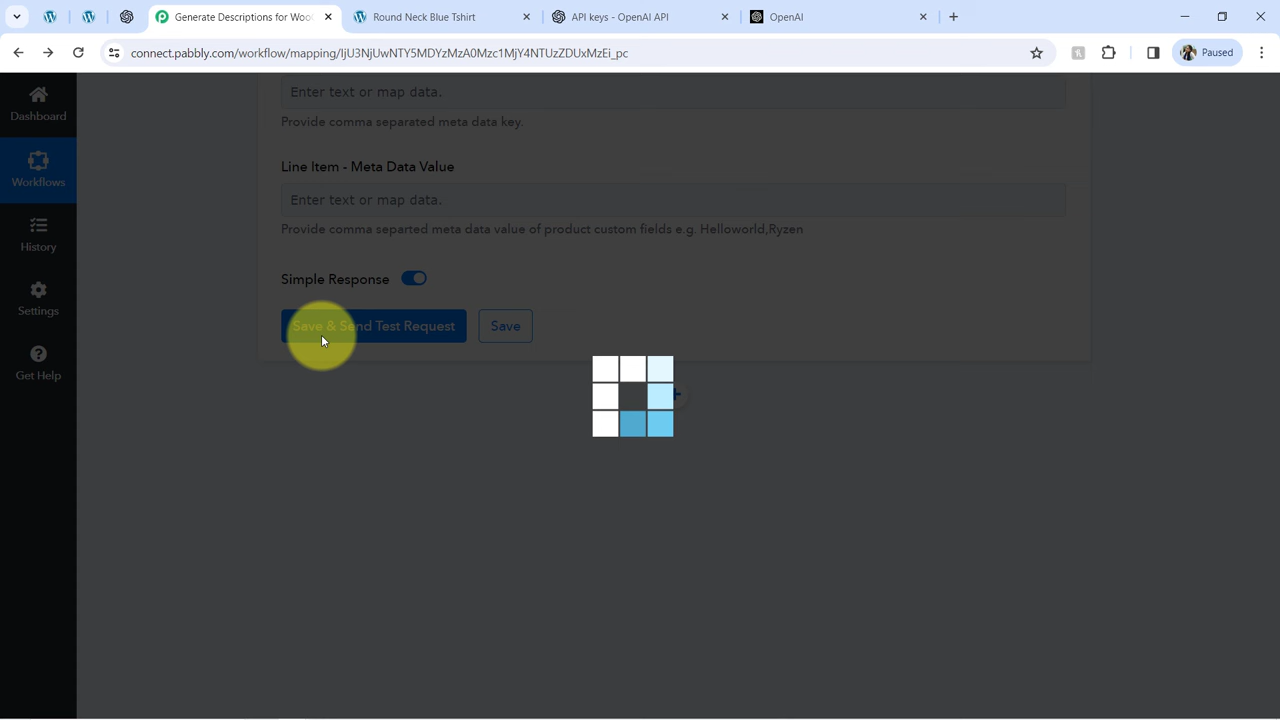 Generate Descriptions for Woo
Round Neck Blue Tshirt
API keys - OpenAI API
OpenAI
connect.pabbly.com/workflow/mapping/IjU3NjUwNTY5MDYzMzA0Mzc1MjY4NTUzZDUxMzEi_pc
Paused
Dashboard
Workflows
History
Settings
Get Help
Enter text or map data.
Provide comma separated meta data key.
Line Item - Meta Data Value
Enter text or map data.
Provide comma separted meta data value of product custom fields e.g. Helloworld,Ryzen
Simple Response
Save & Send Test Request
Save